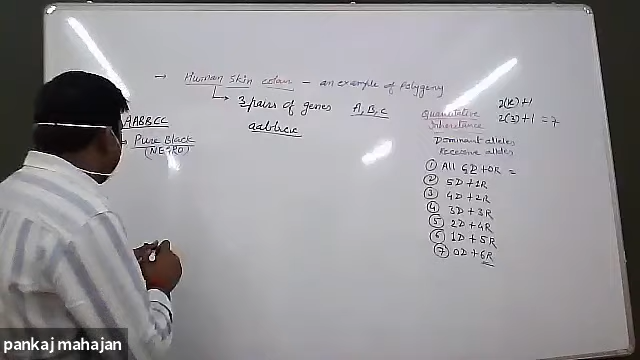 → Human skin colour - an example of Polygeny
→ 3 pairs of genes A, B, C
aabbcc
AABBCC
Pure Black
(NEGRO)
2(n)+1
2(3)+1=7
Quantitative
Inheritance
Dominant alleles
Recessive alleles
① All 6D+0R =
② 5D+1R
③ 4D+2R
④ 3D+3R
⑤ 2D+4R
⑥ 1D+5R
⑦ 0D+6R
pankaj mahajan